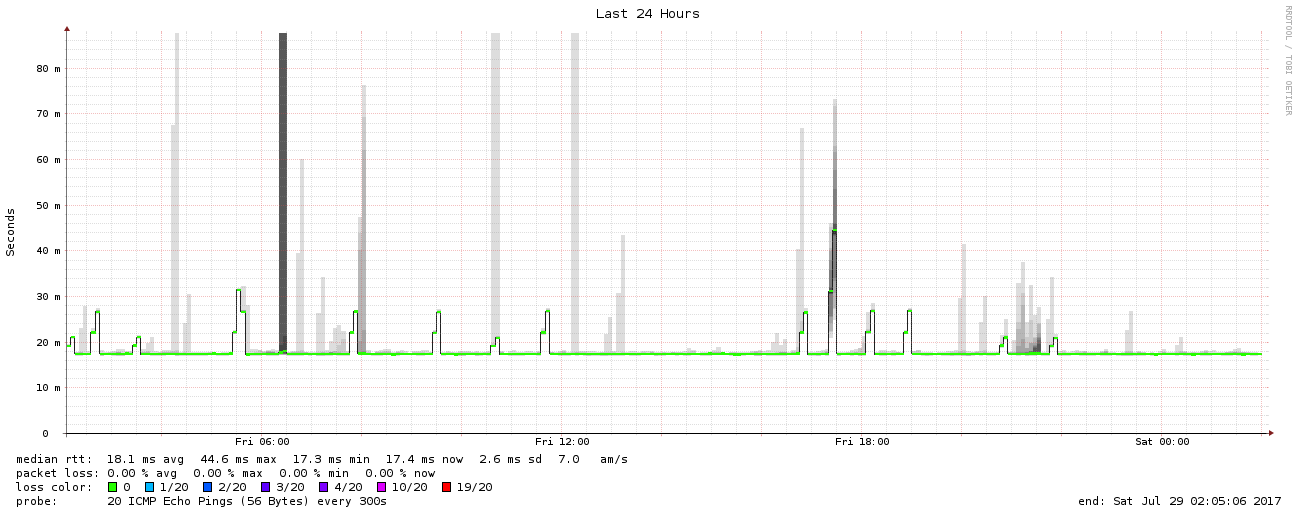 Last 24 Hours
RRDTOOL / TOBI OETIKER
Seconds
80 m
70 m
60 m
50 m
40 m
30 m
20 m
10 m
0
Fri 06:00 Fri 12:00 Fri 18:00 Sat 00:00
median rtt: 18.1 ms avg 44.6 ms max 17.3 ms min 17.4 ms now 2.6 ms sd 7.0 am/s
packet loss: 0.00 % avg 0.00 % max 0.00 % min 0.00 % now
loss color: 0 1/20 2/20 3/20 4/20 10/20 19/20
probe: 20 ICMP Echo Pings (56 Bytes) every 300s end: Sat Jul 29 02:05:06 2017